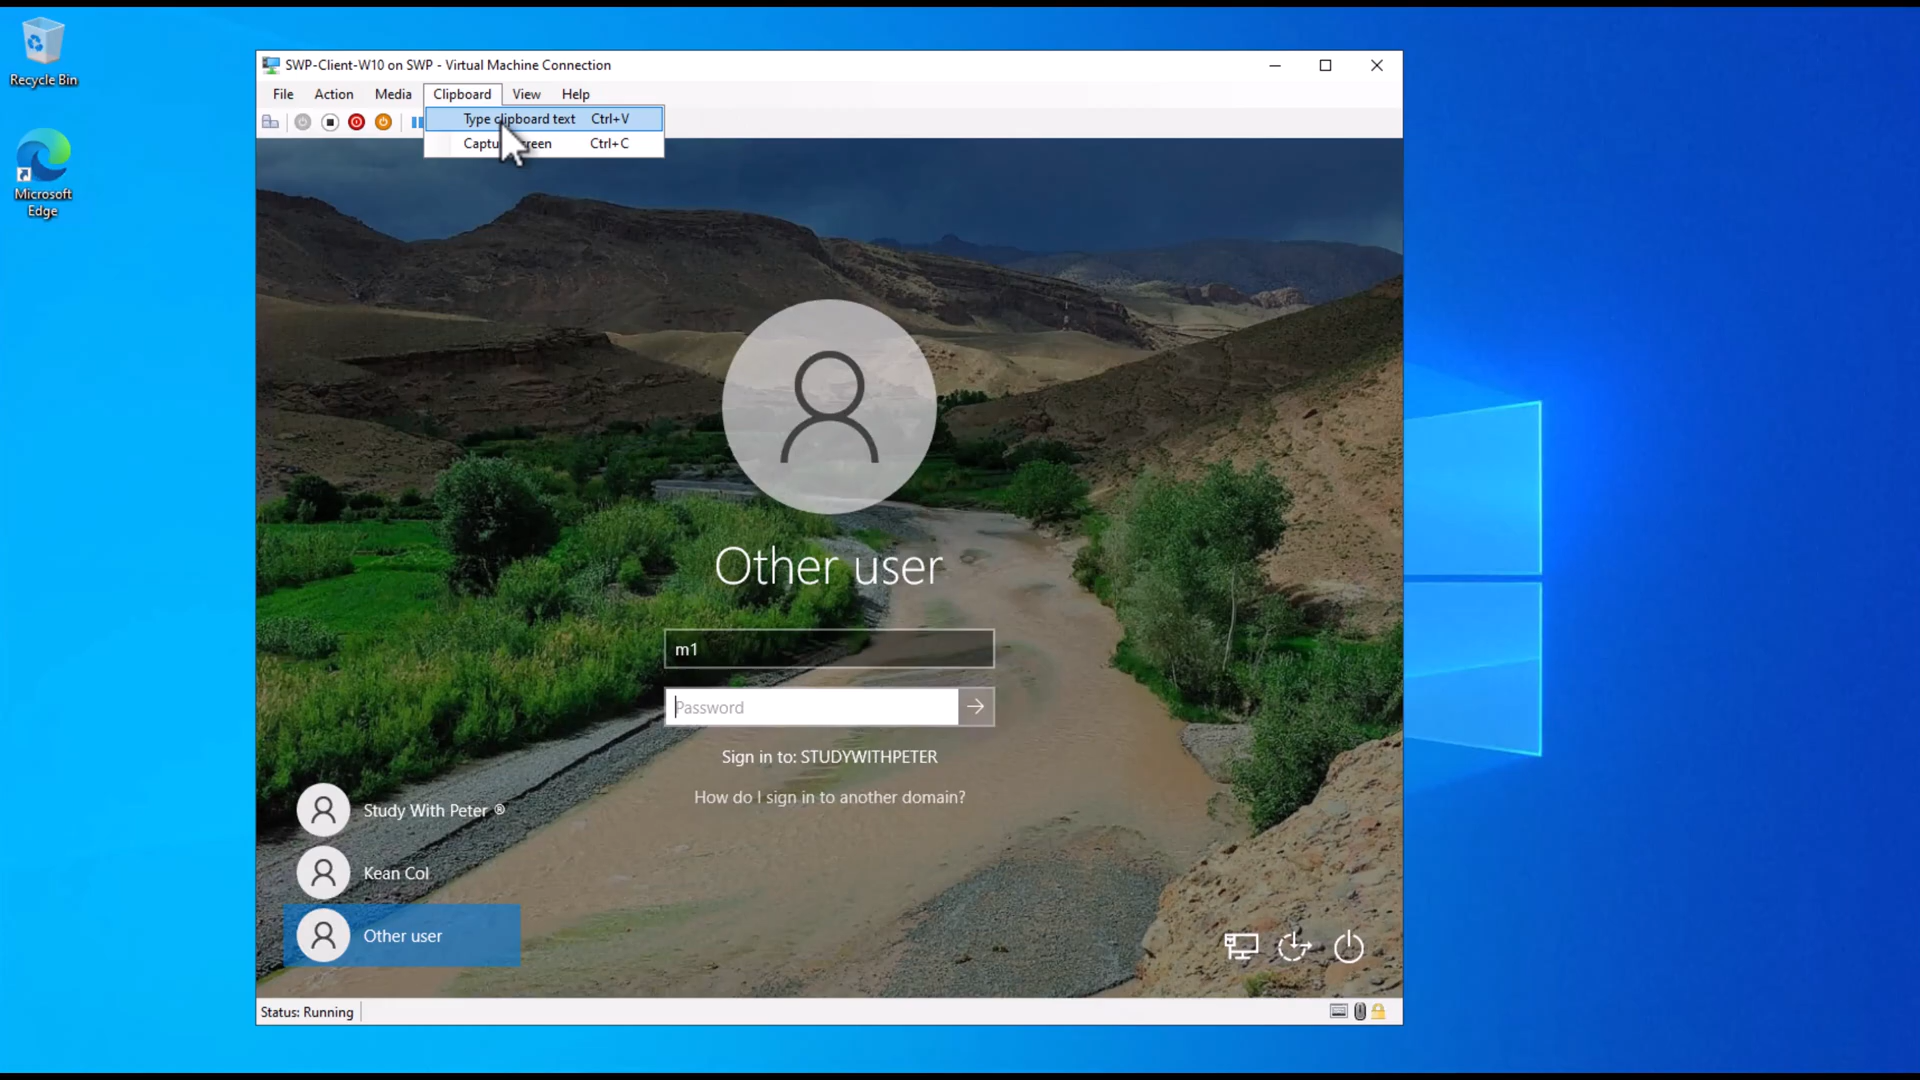 Recycle Bin
Microsoft
Edge
SWP-Client-W10 on SWP - Virtual Machine Connection
File Action Media Clipboard View Help
Type clipboard text Ctrl+V
Ctrl+C
Other user
m1
Password
Sign in to: STUDYWITHPETER
How do I sign in to another domain?
Study With Peter ®
Kean Col
Other user
Status: Running